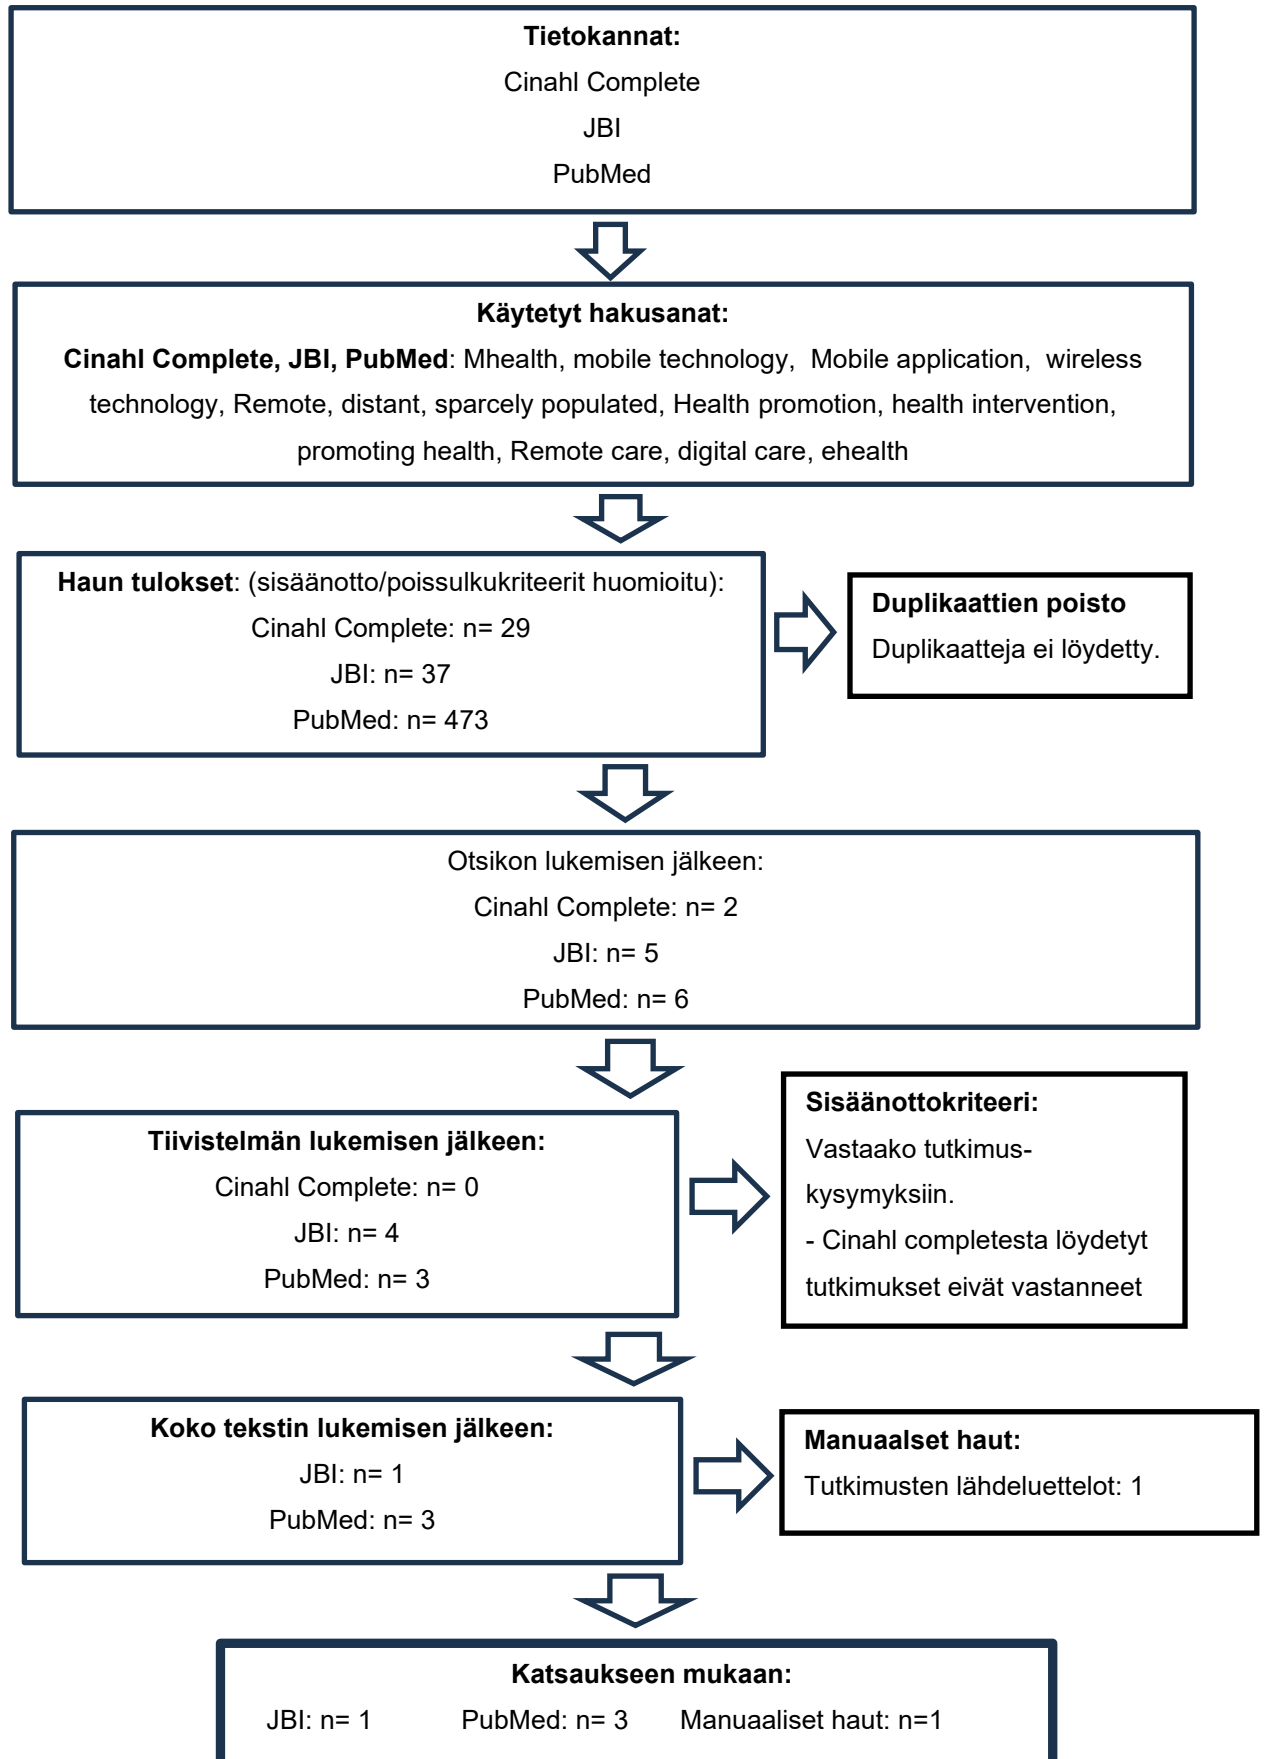 Tietokannat:
Cinahl Complete
JBI
PubMed
Käytetyt hakusanat:
Cinahl Complete, JBI, PubMed: Mhealth, mobile technology, Mobile application, wireless
technology, Remote, distant, sparcely populated, Health promotion, health intervention,
promoting health, Remote care, digital care, ehealth
Haun tulokset: (sisäänotto/poissulkukriteerit huomioitu):
Cinahl Complete: n= 29
JBI: n= 37
PubMed: n= 473
Duplikaattien poisto
Duplikaatteja ei löydetty.
Otsikon lukemisen jälkeen:
Cinahl Complete: n= 2
JBI: n= 5
PubMed: n= 6
Tiivistelmän lukemisen jälkeen:
Cinahl Complete: n= 0
JBI: n= 4
PubMed: n= 3
Sisäänottokriteeri:
Vastaako tutkimus-
kysymyksiin.
- Cinahl completesta löydetyt
tutkimukset eivät vastanneet
Koko tekstin lukemisen jälkeen:
JBI: n= 1
PubMed: n= 3
Manuaalset haut:
Tutkimusten lähdeluettelot: 1
Katsaukseen mukaan:
JBI: n= 1 PubMed: n= 3 Manuaaliset haut: n=1